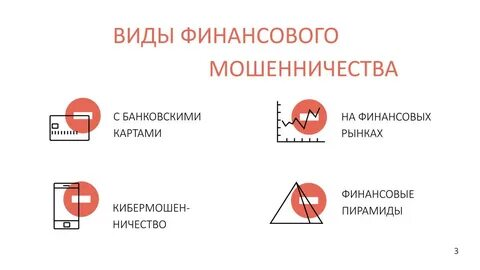 ВИДЫ ФИНАНСОВОГО
МОШЕННИЧЕСТВА
С БАНКОВСКИМИ
КАРТАМИ
НА ФИНАНСОВЫХ
РЫНКАХ
КИБЕРМОШЕН-
НИЧЕСТВО
ФИНАНСОВЫЕ
ПИРАМИДЫ
3